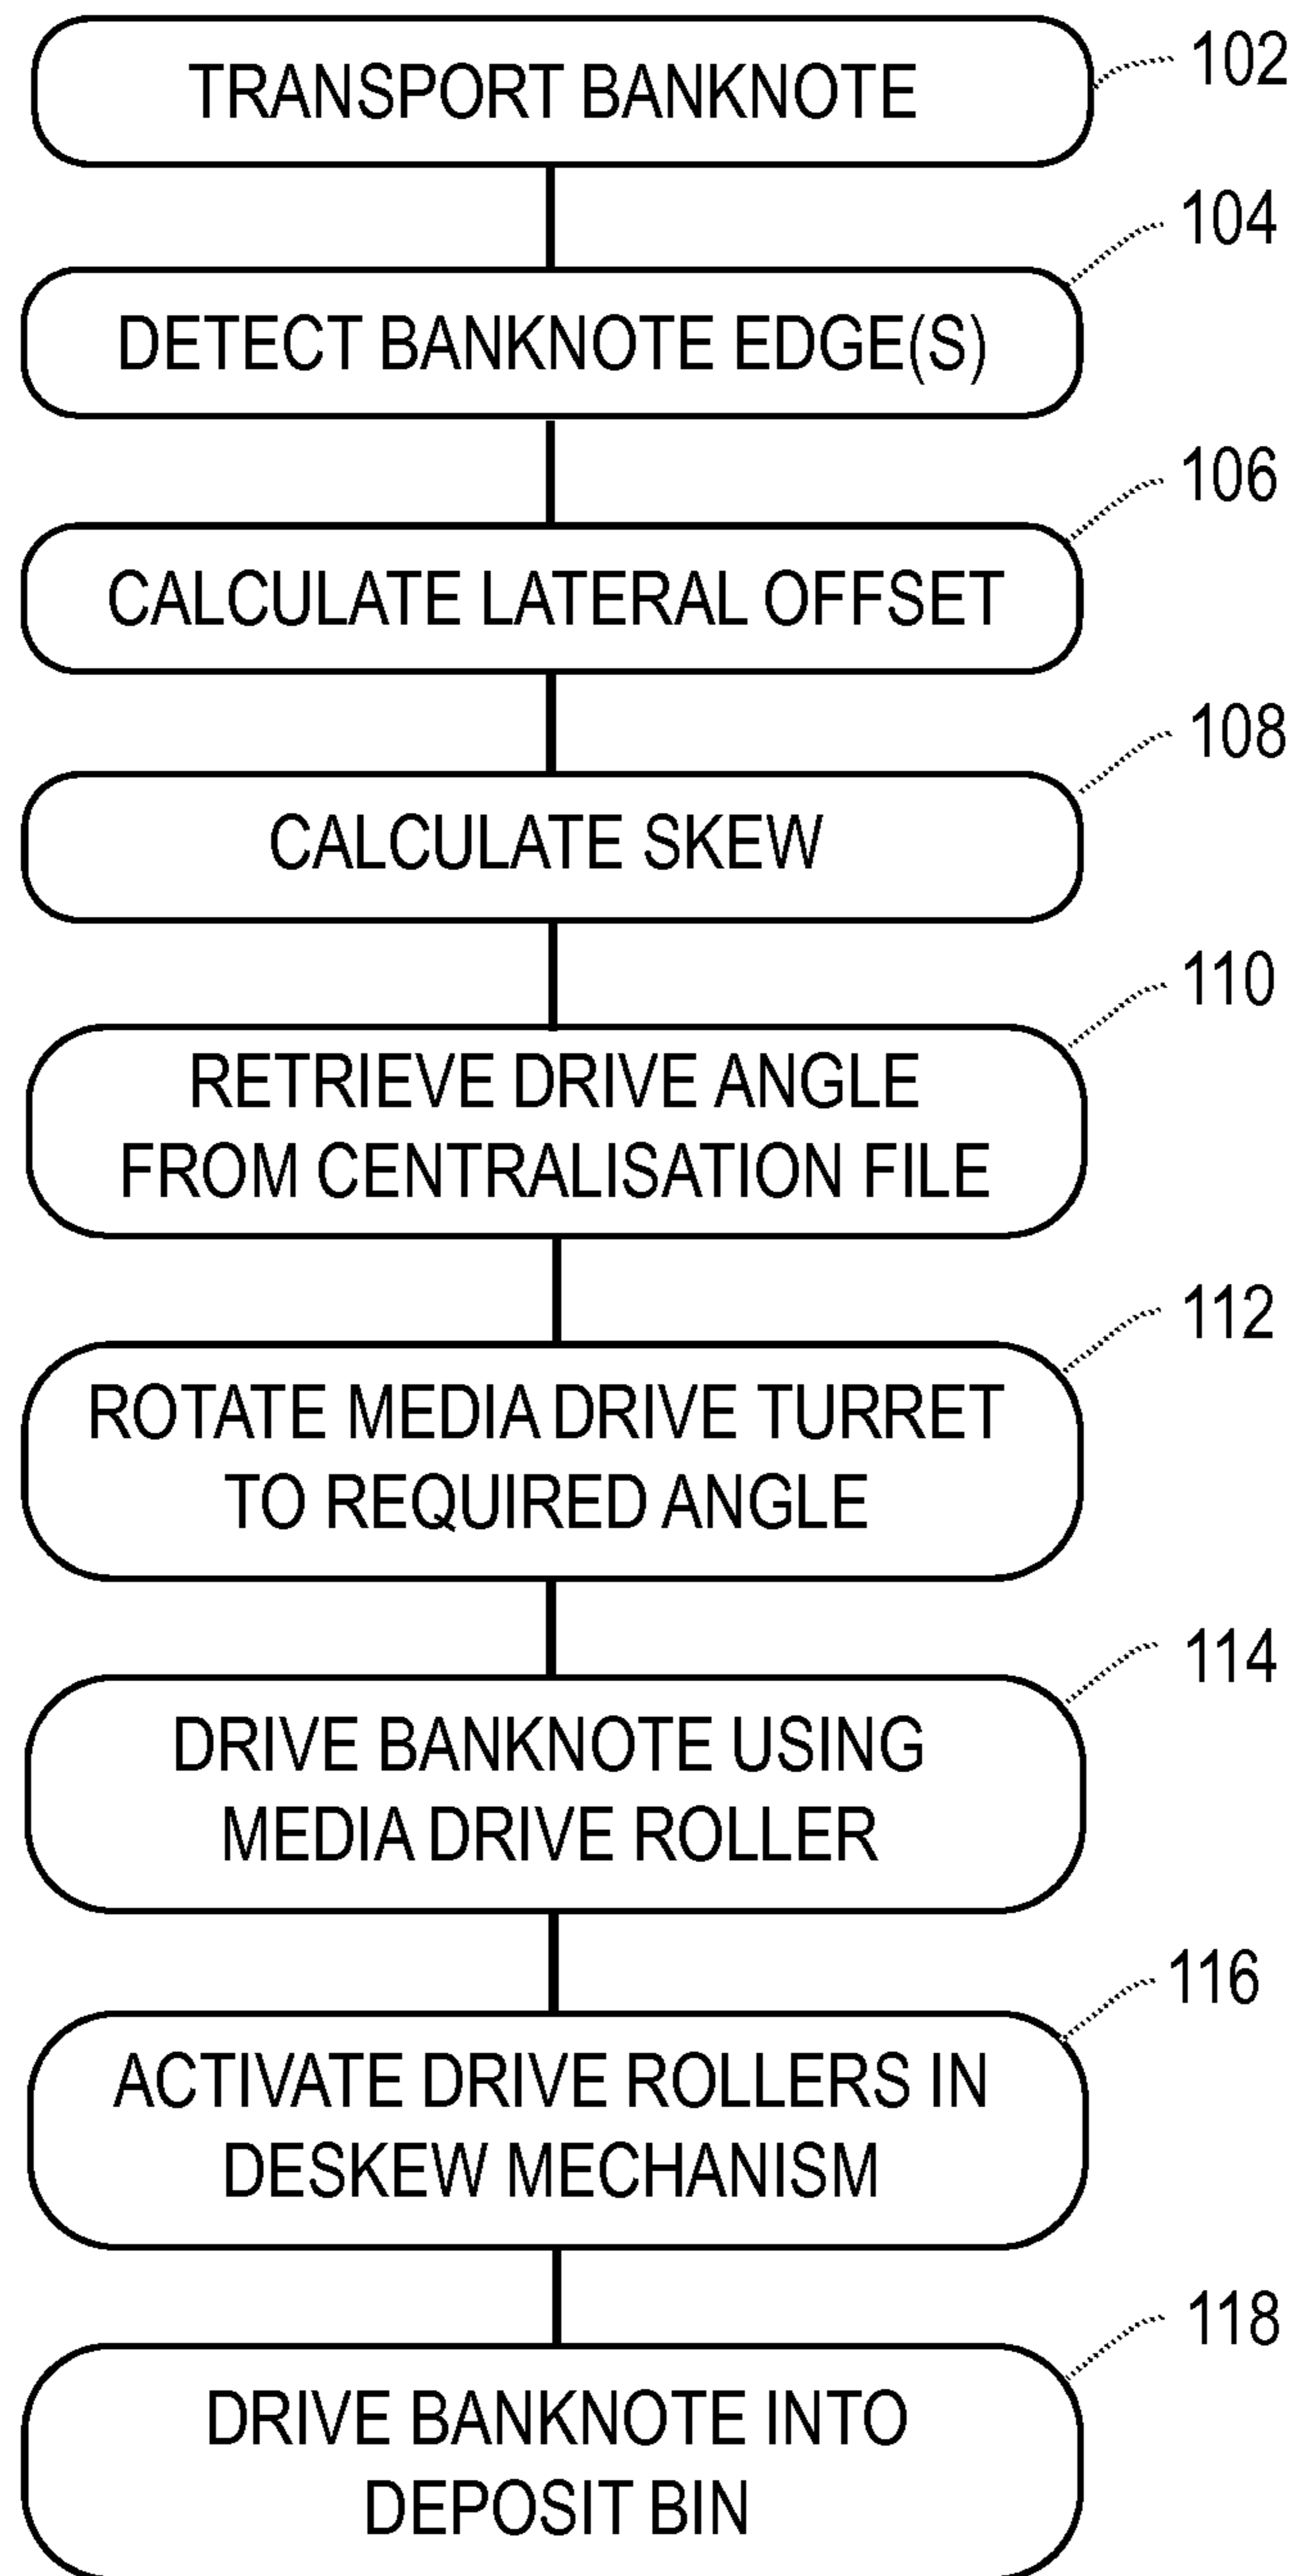 TRANSPORT BANKNOTE
102
DETECT BANKNOTE EDGE(S)
104
CALCULATE LATERAL OFFSET
106
CALCULATE SKEW
108
RETRIEVE DRIVE ANGLE
FROM CENTRALISATION FILE
110
ROTATE MEDIA DRIVE TURRET
TO REQUIRED ANGLE
112
DRIVE BANKNOTE USING
MEDIA DRIVE ROLLER
114
ACTIVATE DRIVE ROLLERS IN
DESKEW MECHANISM
116
DRIVE BANKNOTE INTO
DEPOSIT BIN
118